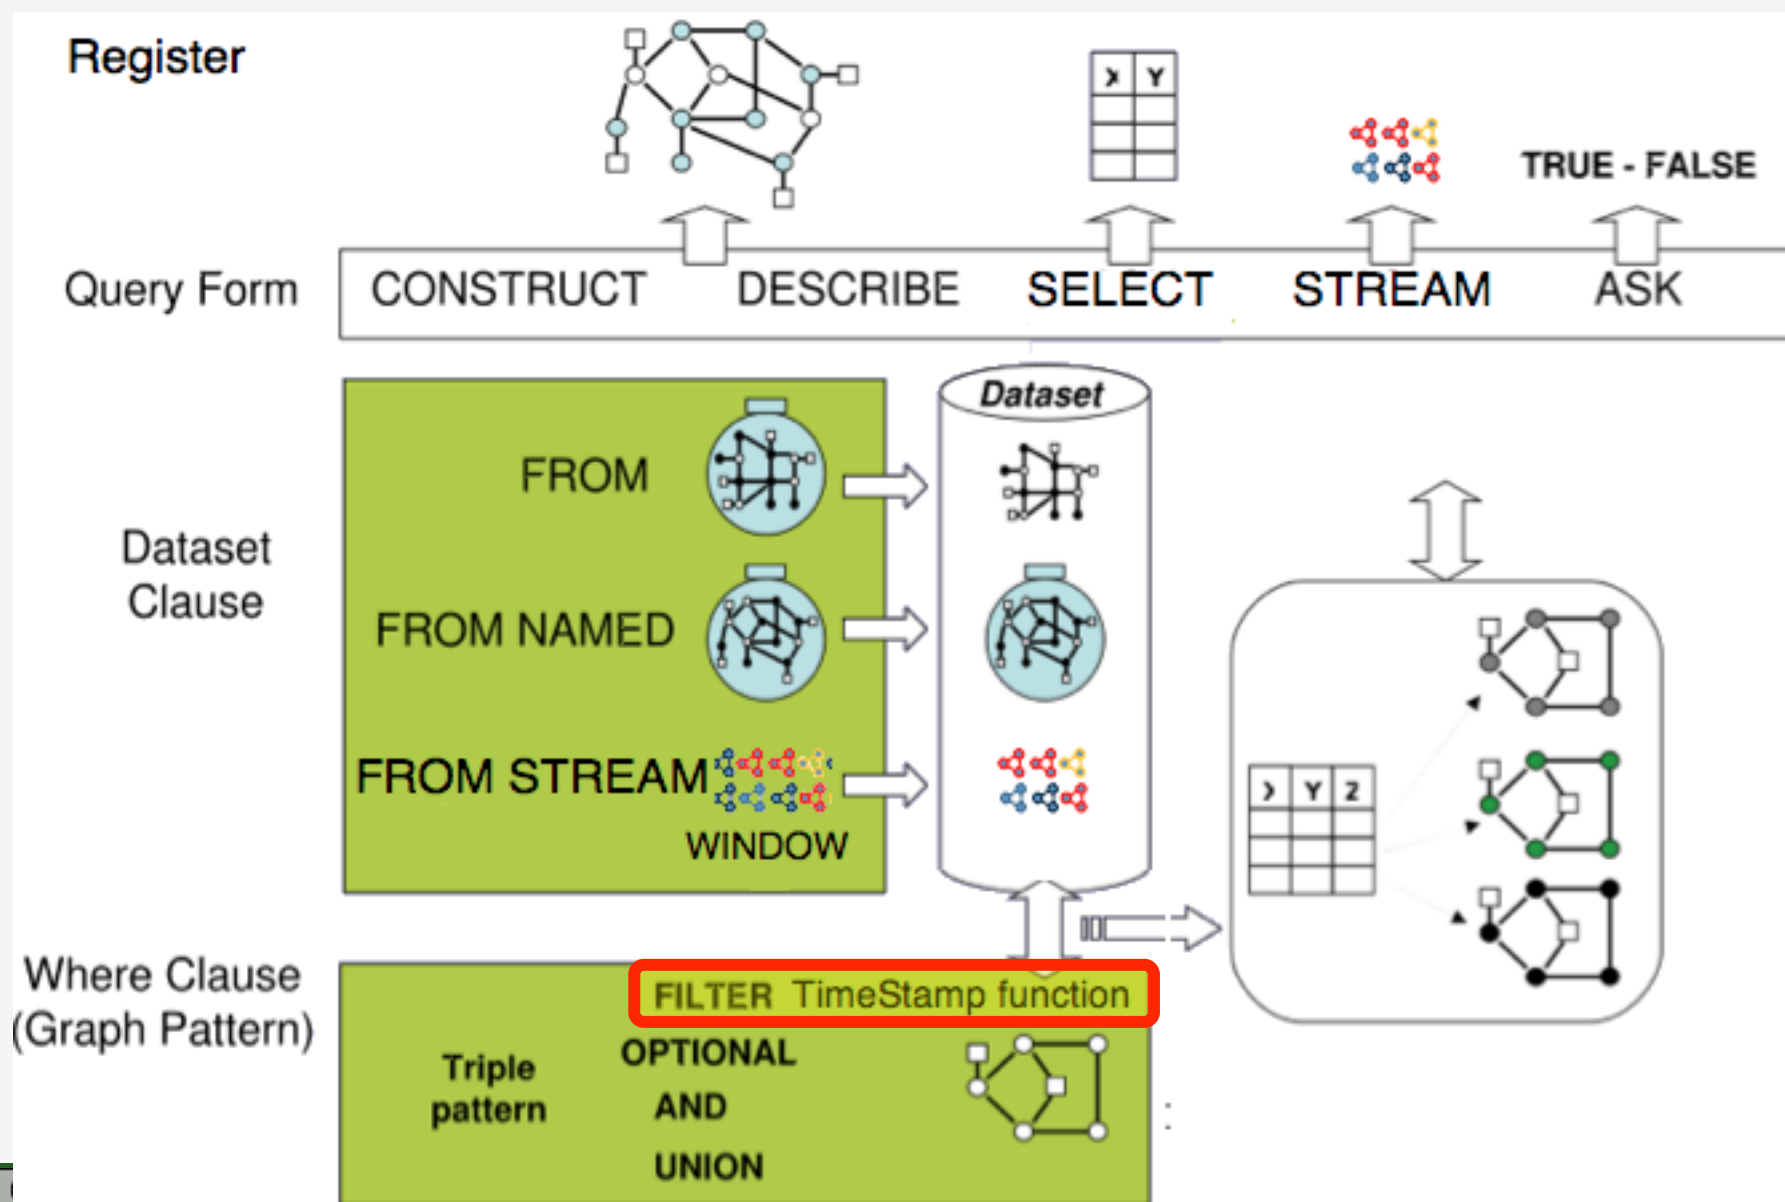 Register
X Y
TRUE - FALSE
Query Form
CONSTRUCT DESCRIBE SELECT STREAM ASK
Dataset
FROM
Dataset
Clause
FROM NAMED
FROM STREAM
WINDOW
Y Z
Where Clause
(Graph Pattern)
FILTER TimeStamp function
Triple
pattern
OPTIONAL
AND
UNION